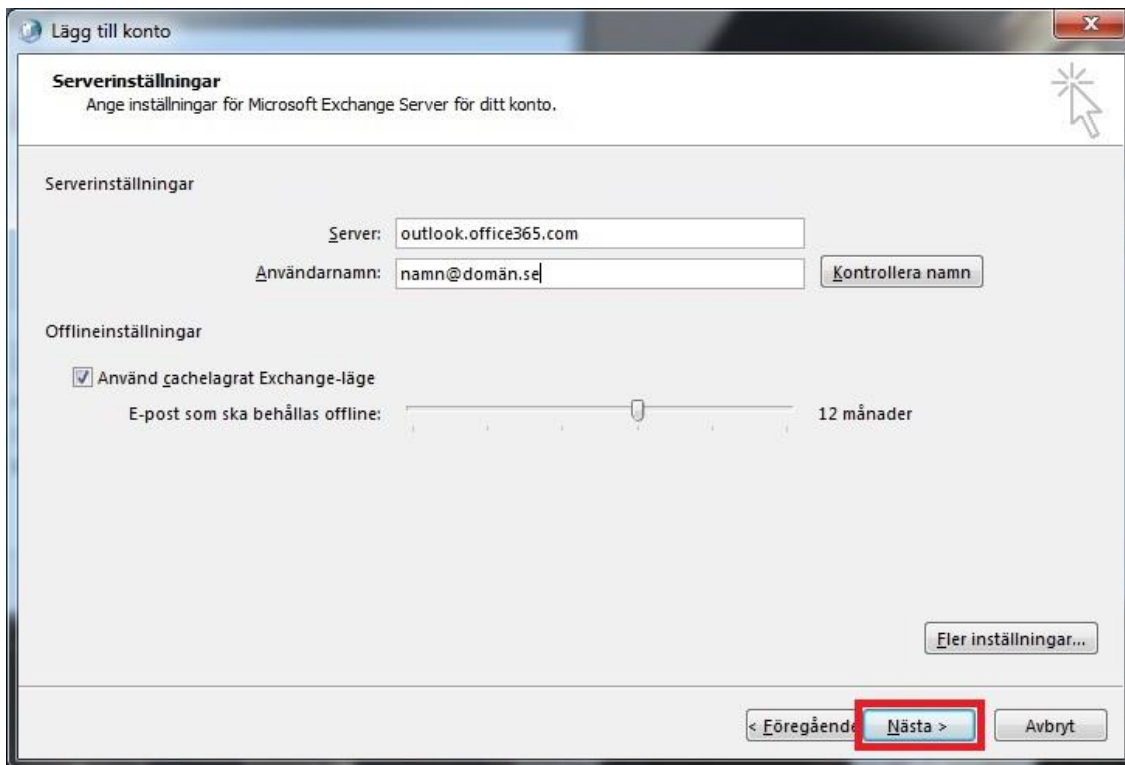 Lägg till konto
Serverinställningar
Ange inställningar för Microsoft Exchange Server för ditt konto.
Serverinställningar
Server: outlook.office365.com
Användarnamn: namn@domän.se Kontrollera namn
Offlineinställningar
Använd cachelagrat Exchange-läge
E-post som ska behållas offline: 12 månader
Fler inställningar...
< Föregående Nästa > Avbryt